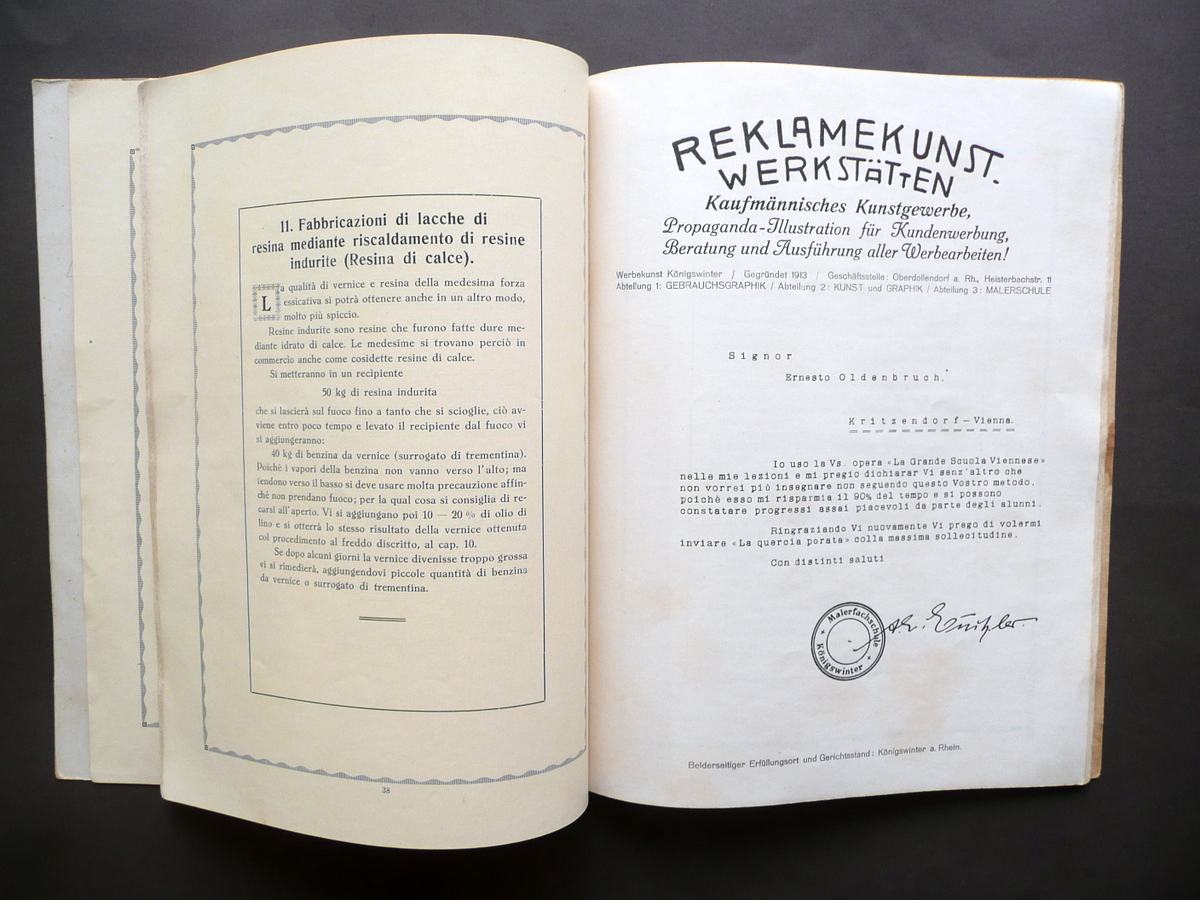 11. Fabbricazioni di lacche di
resina mediante riscaldamento di resine
indurite (Resina di calce).
La qualità di vernice e resina della medesima forza
essicativa si potrà ottenere anche in un altro modo,
molto più spiccio.
Resine indurite sono resine che furono fatte dure me-
diante idrato di calce. Le medesime si trovano perciò in
commercio anche come cosidette resine di calce.
Si metteranno in un recipiente
50 kg di resina indurita
che si lascierà sul fuoco fino a tanto che si scioglie, ciò av-
viene entro poco tempo e levato il recipiente dal fuoco vi
si aggiungeranno:
40 kg di benzina da vernice (surrogato di trementina).
Poichè i vapori della benzina non vanno verso l'alto; ma
tendono verso il basso si deve usare molta precauzione affin-
chè non prendano fuoco; per la qual cosa si consiglia di re-
carsi all'aperto. Vi si aggiungano poi 10 — 20% di olio di
lino e si otterrà lo stesso risultato della vernice ottenuta
col procedimento al freddo discritto, al cap. 10.
Se dopo alcuni giorni la vernice divenisse troppo grossa
vi si rimedierà, aggiungendovi piccole quantità di benzina
da vernice o surrogato di trementina.
38
REKLAMEKUNST-
WERKSTÄTTEN
Kaufmännisches Kunstgewerbe,
Propaganda-Illustration für Kundenwerbung,
Beratung und Ausführung aller Werbearbeiten!
Werbekunst Königswinter / Gegründet 1913 / Geschäftsstelle: Oberdollendorf a. Rh., Heisterbachstr. 11
Abteilung 1: GEBRAUCHSGRAPHIK / Abteilung 2: KUNST und GRAPHIK / Abteilung 3: MALERSCHULE
Signor
Ernesto Oldenbruch.
Kritzendorf-Vienna.
Io uso la Vs. opera «La Grande Scuola Viennese»
nelle mie lezioni e mi pregio dichiarar Vi senz'altro che
non vorrei più insegnare non seguendo questo Vostro metodo,
poichè esso mi risparmia il 90% del tempo e si possono
constatare progressi assai piacevoli da parte degli alunni.
Ringraziando Vi nuovamente Vi prego di volermi
inviare «La quercia porata» colla massima sollecitudine.
Con distinti saluti
Malerfachschule
Königswinter
Beiderseitiger Erfüllungsort und Gerichtsstand: Königswinter a. Rhein.